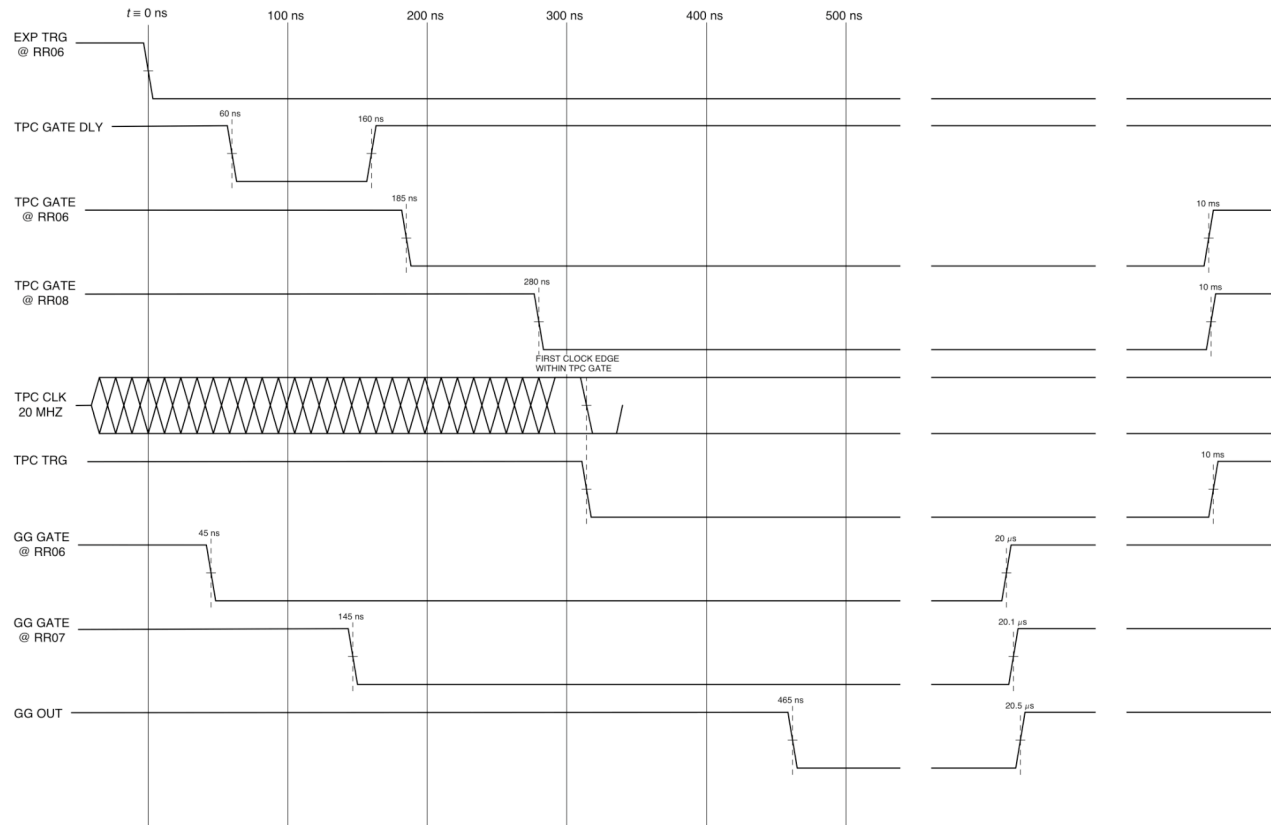 t ≡ 0 ns
100 ns
200 ns
300 ns
400 ns
500 ns
EXP TRG
@ RR06
60 ns
160 ns
TPC GATE DLY
185 ns
10 ms
TPC GATE
@ RR06
280 ns
10 ms
TPC GATE
@ RR08
FIRST CLOCK EDGE
WITHIN TPC GATE
TPC CLK
20 MHZ
10 ms
TPC TRG
45 ns
20 μs
GG GATE
@ RR06
145 ns
20.1 μs
GG GATE
@ RR07
465 ns
20.5 μs
GG OUT